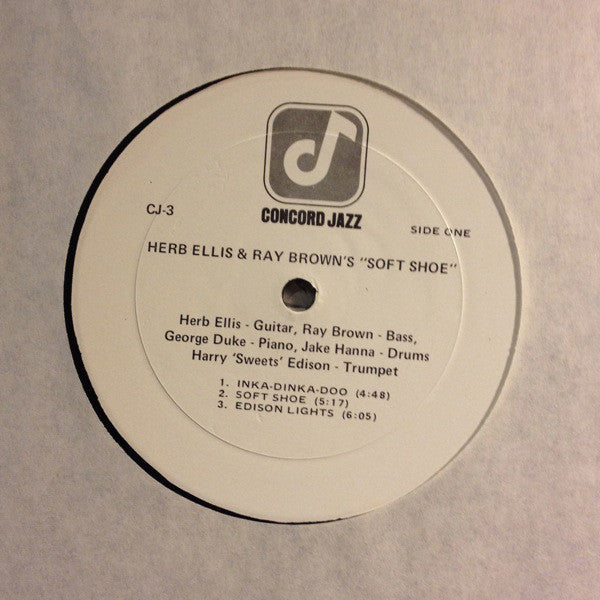 CONCORD JAZZ
CJ-3
SIDE ONE
HERB ELLIS & RAY BROWN'S "SOFT SHOE"
Herb Ellis - Guitar, Ray Brown - Bass,
George Duke - Piano, Jake Hanna - Drums
Harry 'Sweets' Edison - Trumpet
1. INKA-DINKA-DOO (4:48)
2. SOFT SHOE (5:17)
3. EDISON LIGHTS (6:05)